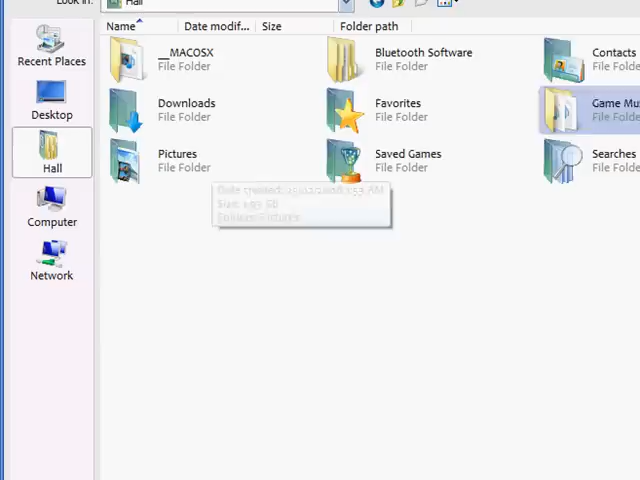 Look in:
Hall
Name Date modif... Size Folder path
__MACOSX
File Folder
Bluetooth Software
File Folder
Contacts
File Folde
Downloads
File Folder
Favorites
File Folder
Game Mu
File Folde
Pictures
File Folder
Saved Games
File Folder
Searches
File Folde
Recent Places
Desktop
Hall
Computer
Network